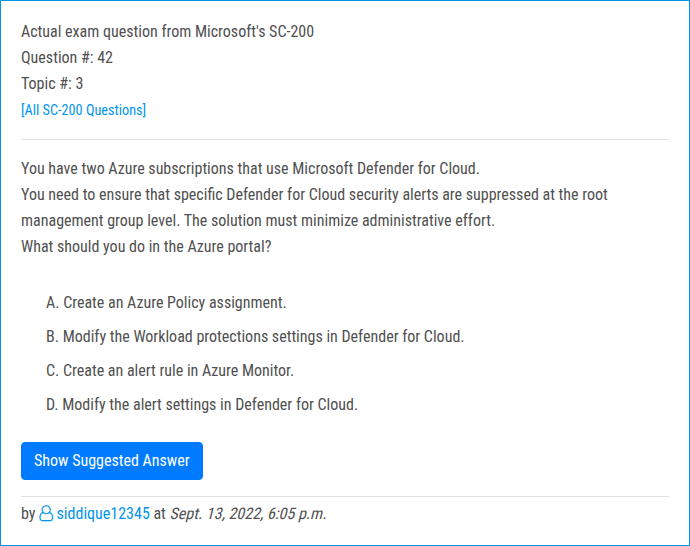 Actual exam question from Microsoft's SC-200
Question #: 42
Topic #: 3
[All SC-200 Questions]
You have two Azure subscriptions that use Microsoft Defender for Cloud.
You need to ensure that specific Defender for Cloud security alerts are suppressed at the root
management group level. The solution must minimize administrative effort.
What should you do in the Azure portal?
A. Create an Azure Policy assignment.
B. Modify the Workload protections settings in Defender for Cloud.
C. Create an alert rule in Azure Monitor.
D. Modify the alert settings in Defender for Cloud.
Show Suggested Answer
by siddique12345 at Sept. 13, 2022, 6:05 p.m.